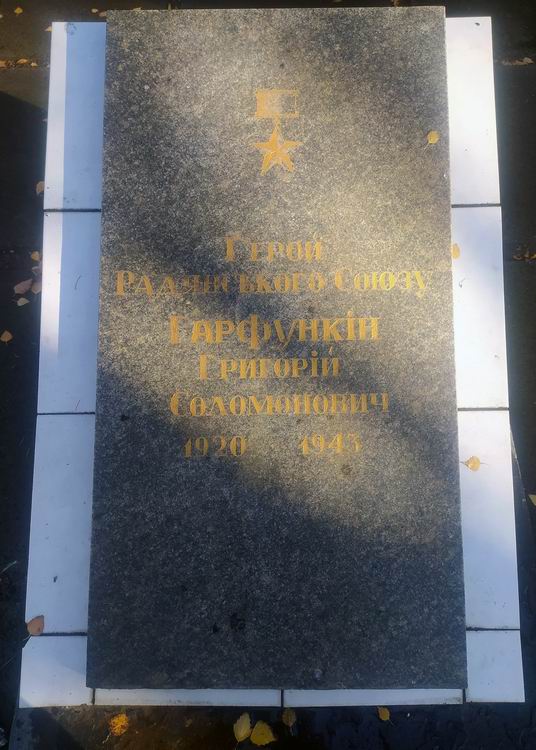 Герой
Радянського Союзу
Гарфункін
Григорій
Соломонович
1920 1943